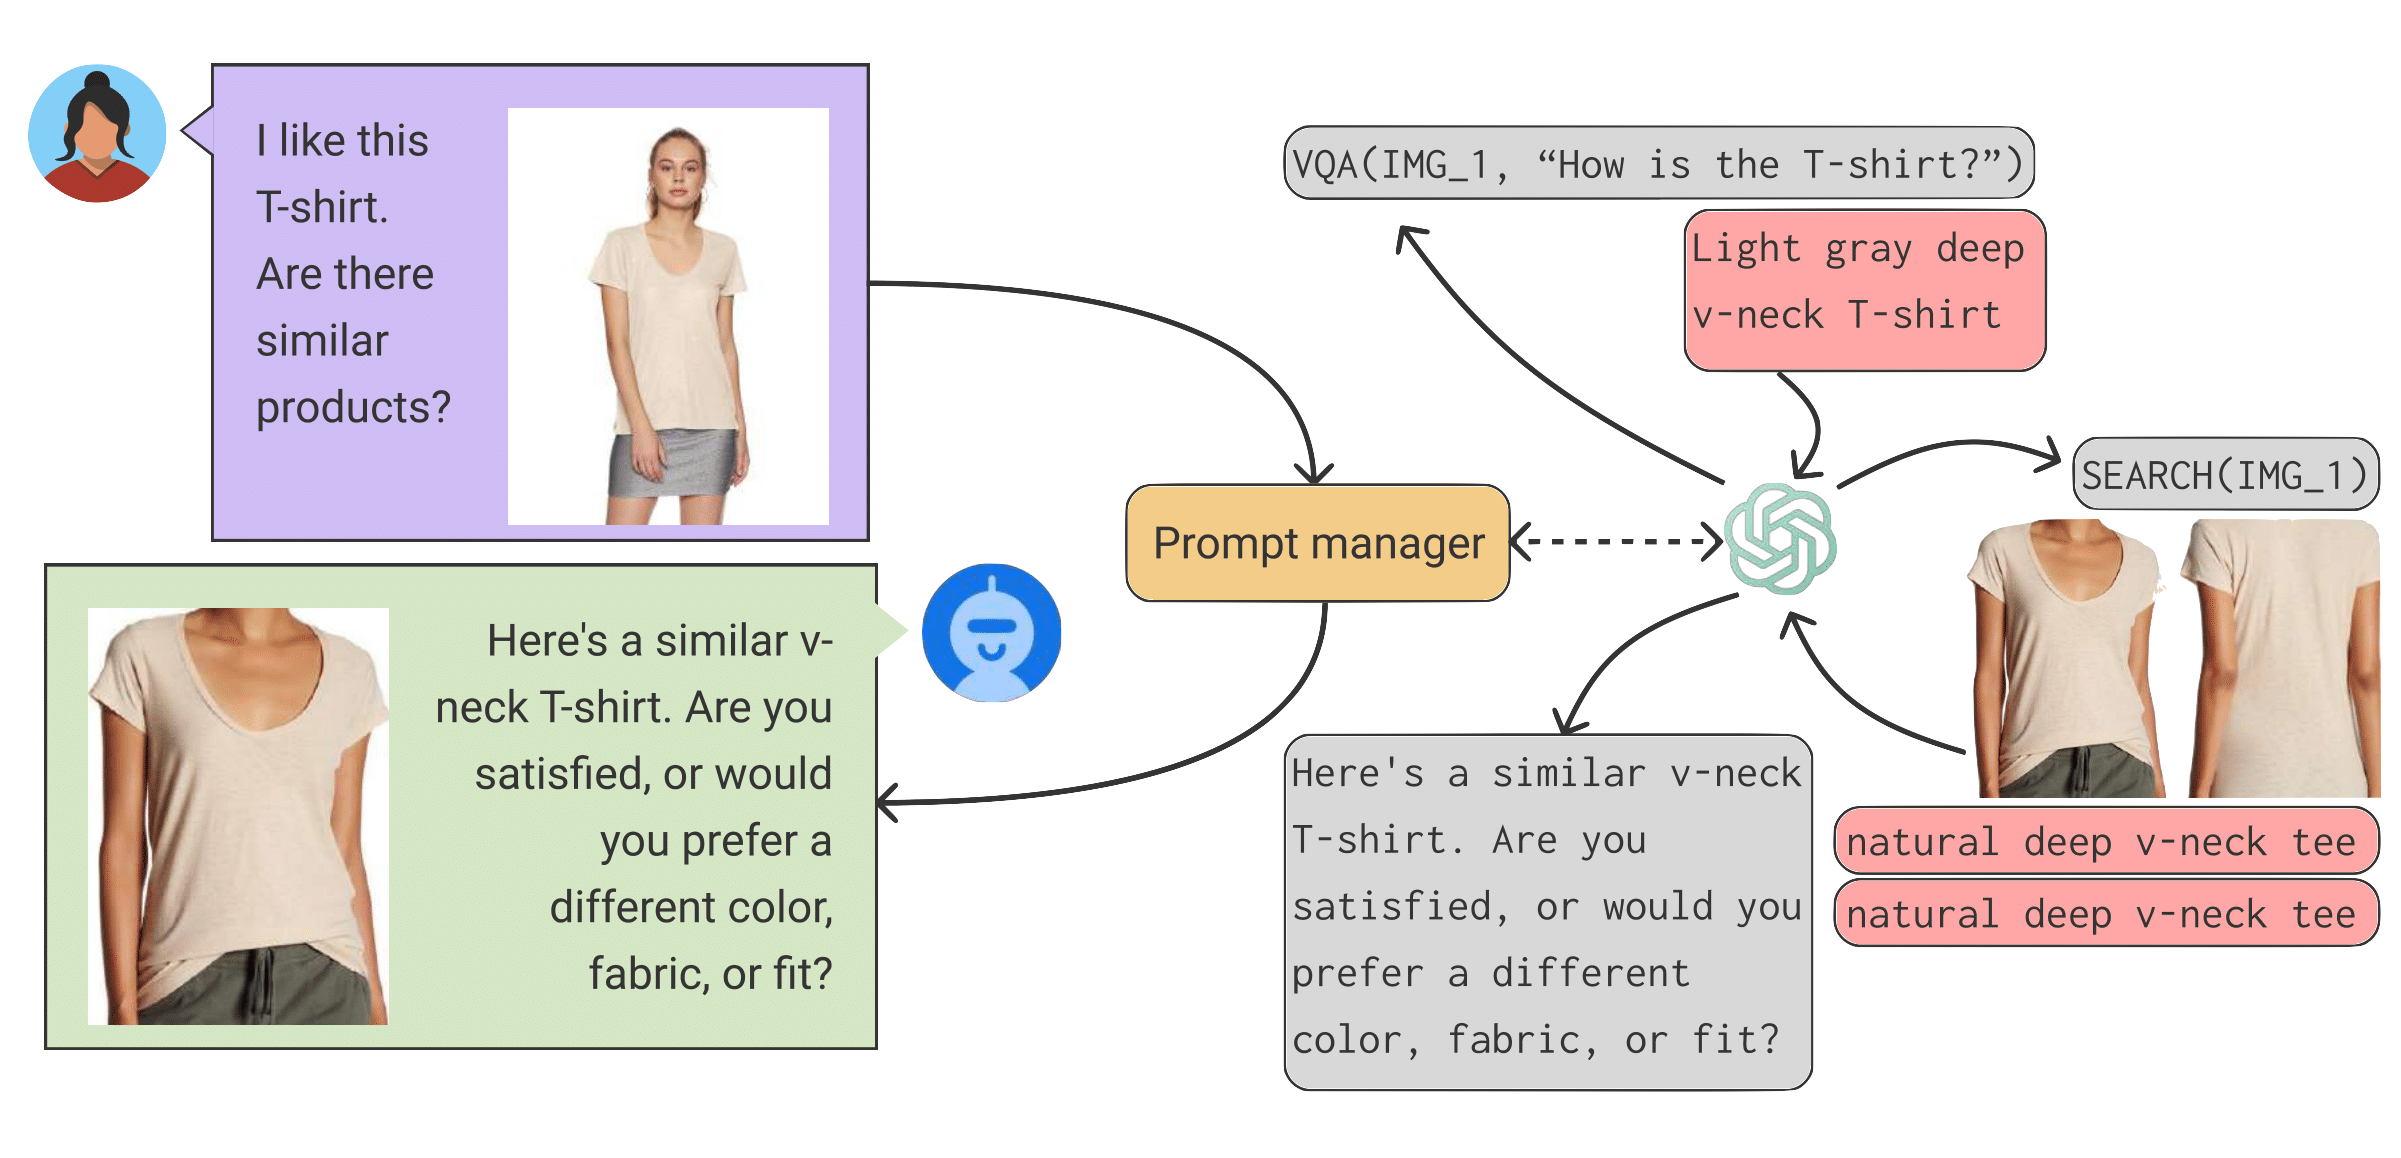 I like this
T-shirt.
Are there
similar
products?
Here's a similar v-
neck T-shirt. Are you
satisfied, or would
you prefer a
different color,
fabric, or fit?
Prompt manager
VQA(IMG_1, “How is the T-shirt?”)
Light gray deep
v-neck T-shirt
SEARCH(IMG_1)
natural deep v-neck tee
natural deep v-neck tee
Here's a similar v-neck
T-shirt. Are you
satisfied, or would you
prefer a different
color, fabric, or fit?